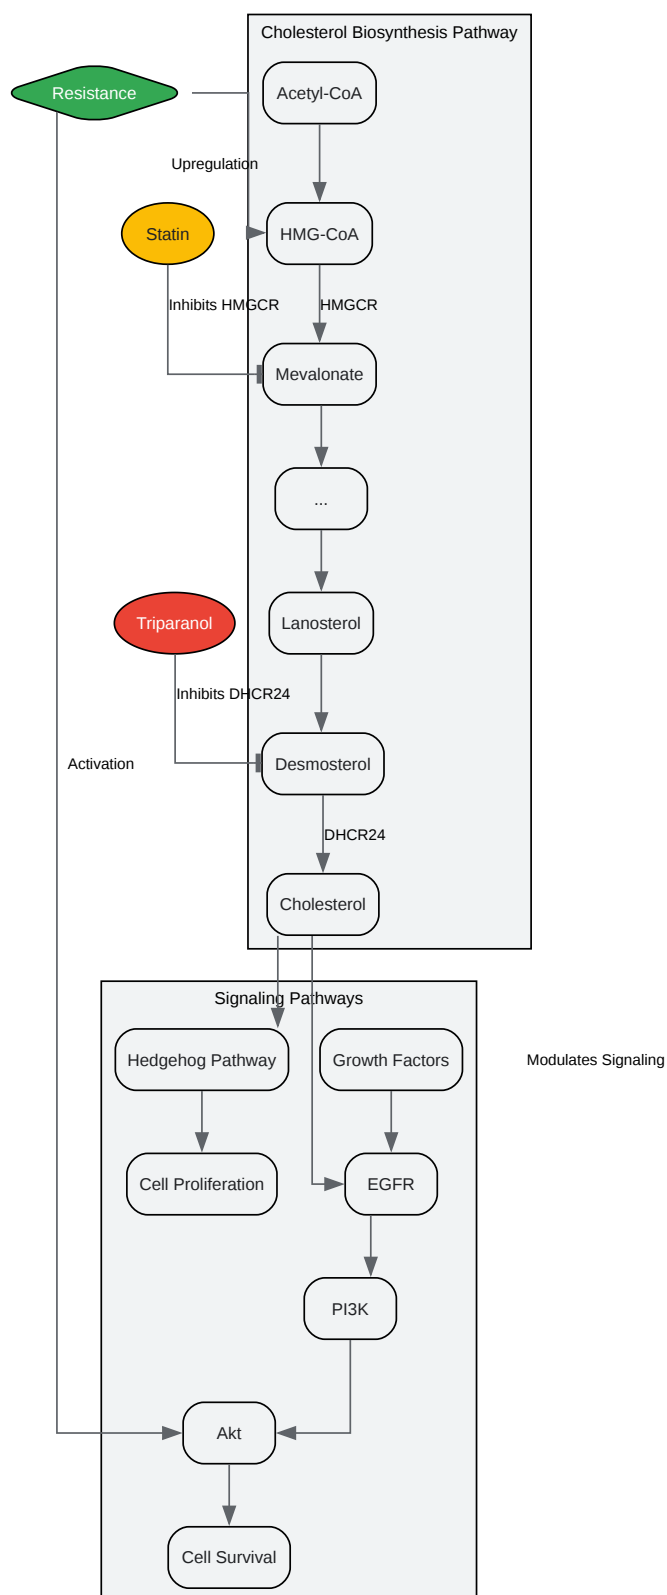 Cholesterol Biosynthesis Pathway
Resistance
Acetyl-CoA
Upregulation
Statin
HMG-CoA
Inhibits HMGCR
HMGCR
Mevalonate
...
Triparanol
Lanosterol
Inhibits DHCR24
Activation
Desmosterol
DHCR24
Cholesterol
Signaling Pathways
Hedgehog Pathway
Growth Factors
Modulates Signaling
Cell Proliferation
EGFR
PI3K
Akt
Cell Survival